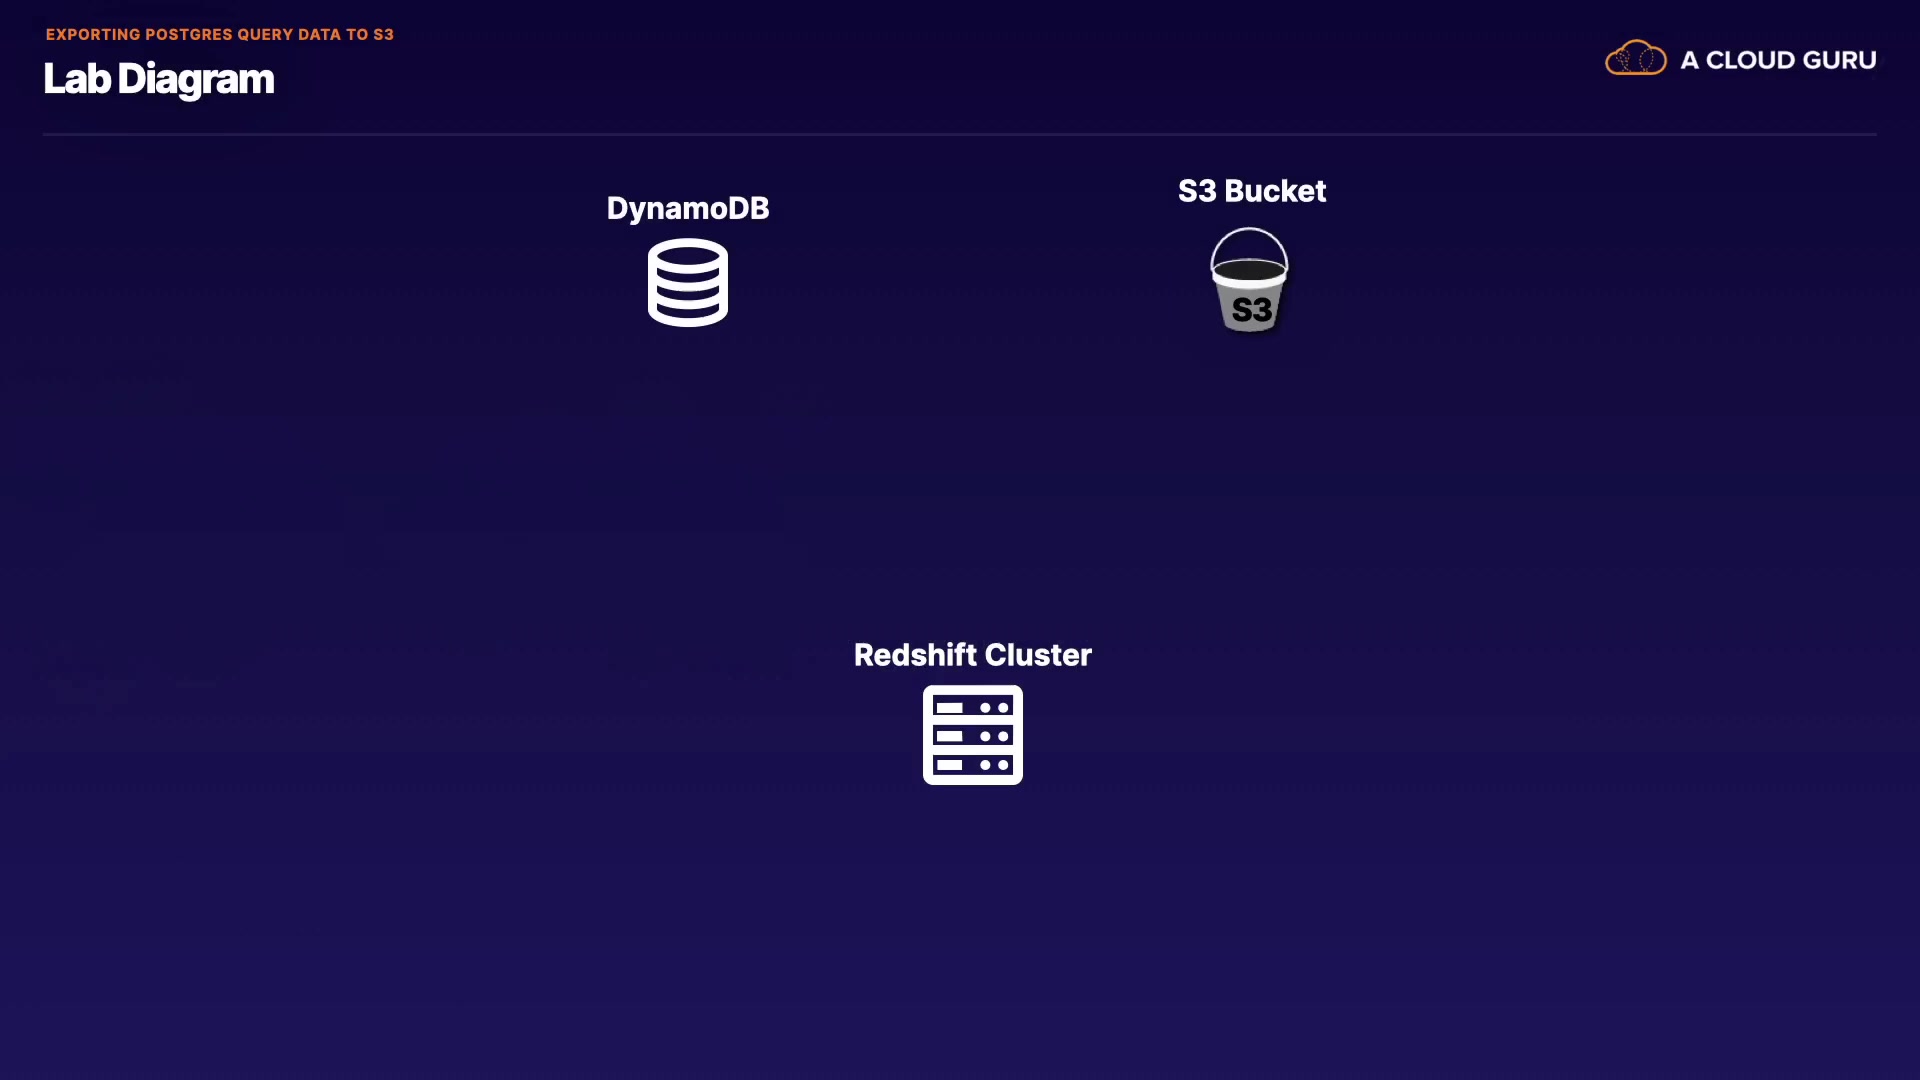 EXPORTING POSTGRES QUERY DATA TO S3
Lab Diagram
A CLOUD GURU
DynamoDB
S3 Bucket
S3
Redshift Cluster